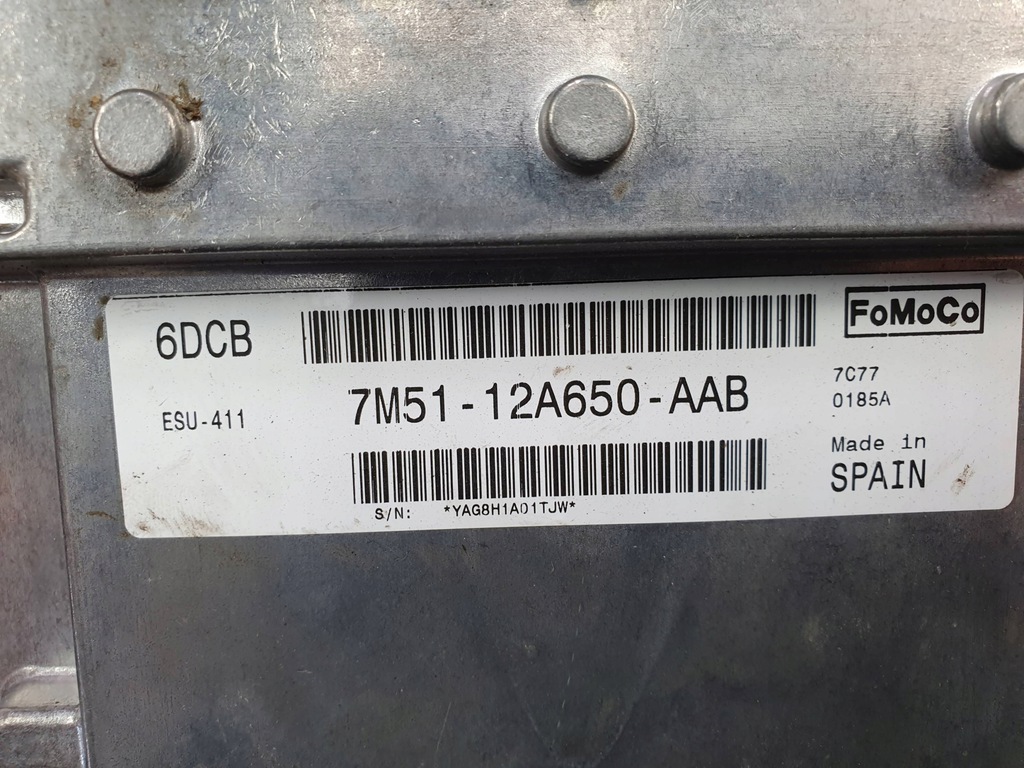 6DCB
FoMoCo
7M51-12A650-AAB
7C77
0185A
ESU-411
Made in
SPAIN
S/N: *YAG8H1A01TJW*